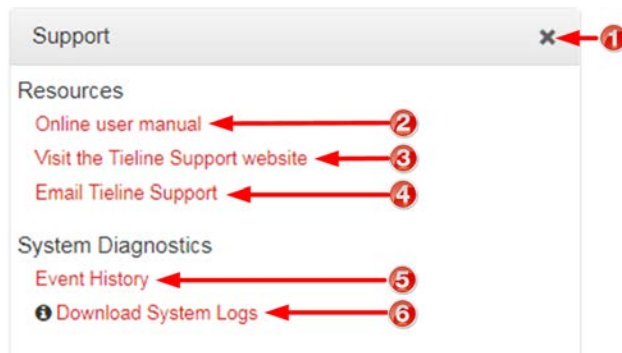 Support
1
Resources
Online user manual 2
Visit the Tieline Support website 3
Email Tieline Support 4
System Diagnostics
Event History 5
Download System Logs 6